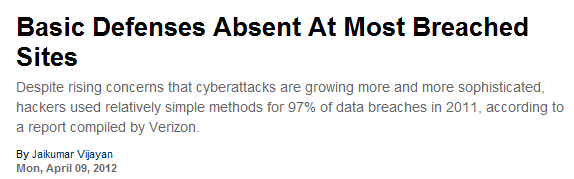 Basic Defenses Absent At Most Breached
Sites
Despite rising concerns that cyberattacks are growing more and more sophisticated,
hackers used relatively simple methods for 97% of data breaches in 2011, according to
a report compiled by Verizon.
By Jaikumar Vijayan
Mon, April 09, 2012